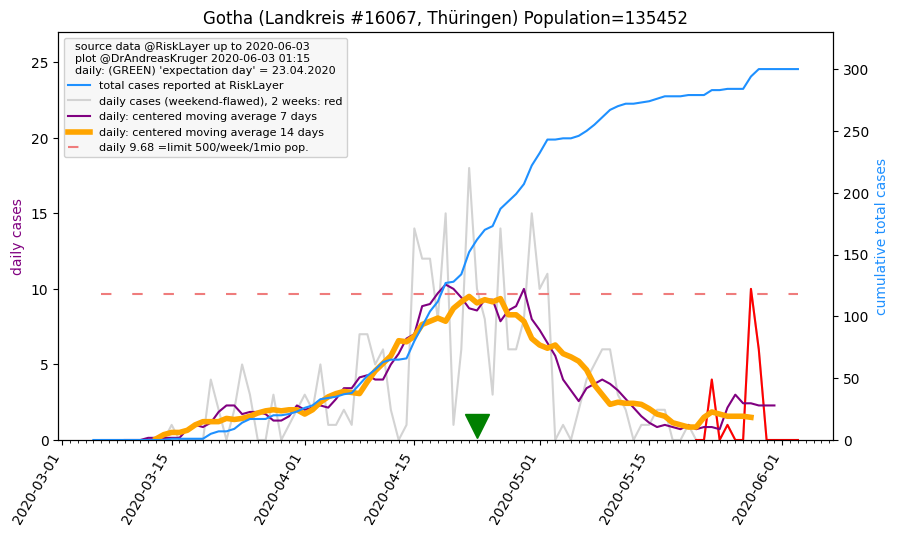 Gotha (Landkreis #16067, Thüringen) Population=135452
source data @RiskLayer up to 2020-06-03
plot @DrAndreasKruger 2020-06-03 01:15
daily: (GREEN) 'expectation day' = 23.04.2020
total cases reported at RiskLayer
daily cases (weekend-flawed), 2 weeks: red
daily: centered moving average 7 days
daily: centered moving average 14 days
daily 9.68 =limit 500/week/1mio pop.
daily cases
25
20
15
10
5
0
cumulative total cases
300
250
200
150
100
50
0
2020-03-01
2020-03-15
2020-04-01
2020-04-15
2020-05-01
2020-05-15
2020-06-01